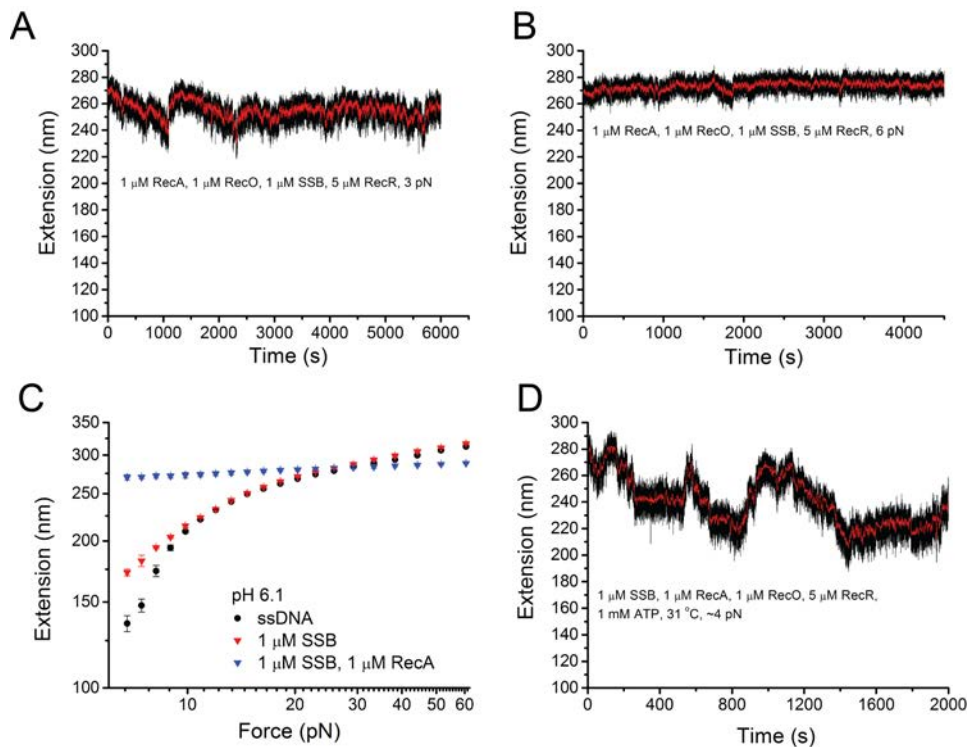 A
300
280
260
240
220
200
180
160
140
120
100
Extension (nm)
1 μM RecA, 1 μM RecO, 1 μM SSB, 5 μM RecR, 3 pN
0 1000 2000 3000 4000 5000 6000
Time (s)
B
300
280
260
240
220
200
180
160
140
120
100
Extension (nm)
1 μM RecA, 1 μM RecO, 1 μM SSB, 5 μM RecR, 6 pN
0 1000 2000 3000 4000
Time (s)
C
350
300
250
200
150
100
Extension (nm)
pH 6.1
ssDNA
1 μM SSB
1 μM SSB, 1 μM RecA
10 20 30 40 50 60
Force (pN)
D
300
280
260
240
220
200
180
160
140
120
100
Extension (nm)
1 μM SSB, 1 μM RecA, 1 μM RecO, 5 μM RecR,
1 mM ATP, 31 °C, ~4 pN
0 400 800 1200 1600 2000
Time (s)